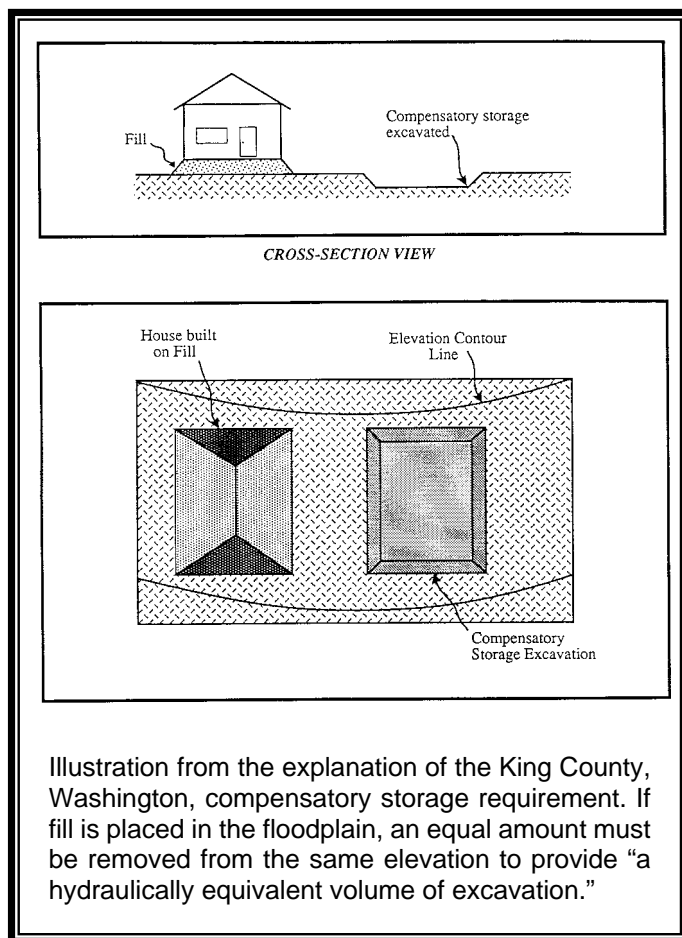 Fill
Compensatory storage
excavated
CROSS-SECTION VIEW
House built
on Fill
Elevation Contour
Line
Compensatory
Storage Excavation
Illustration from the explanation of the King County,
Washington, compensatory storage requirement. If
fill is placed in the floodplain, an equal amount must
be removed from the same elevation to provide “a
hydraulically equivalent volume of excavation.”